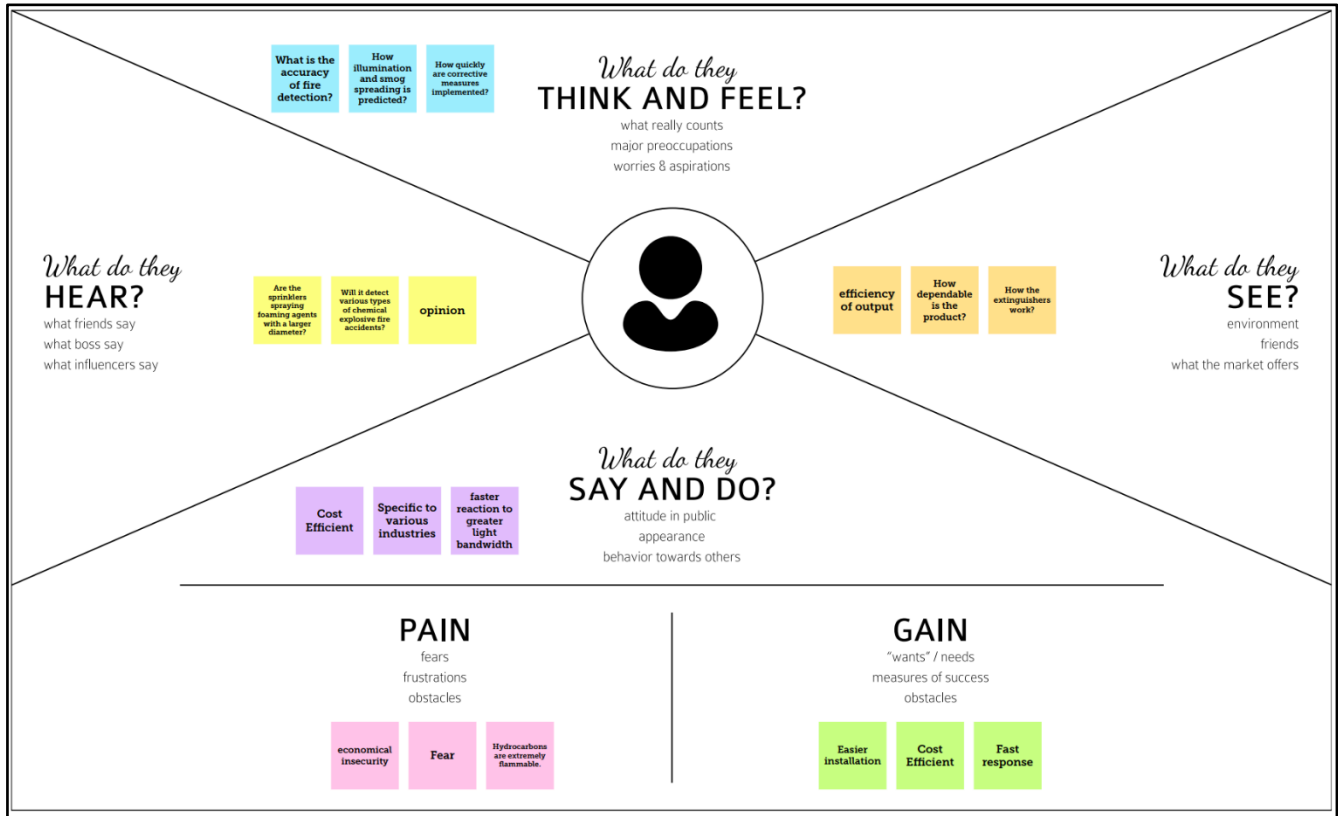 What is the
accuracy
of fire
detection?
How
illumination
and smog
spreading is
predicted?
How quickly
are corrective
measures
implemented?
What do they
THINK AND FEEL?
what really counts
major preoccupations
worries & aspirations
What do they
HEAR?
what friends say
what boss say
what influencers say
Are the
sprinklers
spraying
foaming agents
with a larger
diameter?
Will it detect
various types
of chemical
explosive fire
accidents?
opinion
efficiency
of output
How
dependable
is the
product?
How the
extinguishers
work?
What do they
SEE?
environment
friends
what the market offers
What do they
SAY AND DO?
attitude in public
appearance
behavior towards others
Cost
Efficient
Specific to
various
industries
faster
reaction to
greater
light
bandwidth
PAIN
fears
frustrations
obstacles
economical
insecurity
Fear
Hydrocarbons
are extremely
flammable.
GAIN
"wants" / needs
measures of success
obstacles
Easier
installation
Cost
Efficient
Fast
response